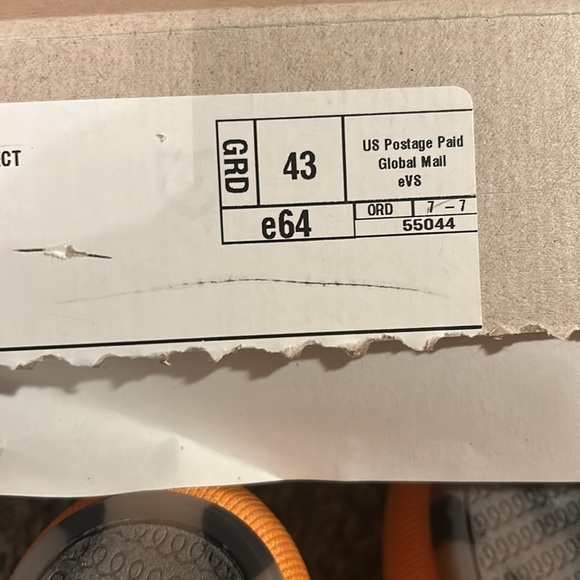 CT
GRD
43
US Postage Paid
Global Mail
eVS
e64
ORD 7-7
55044